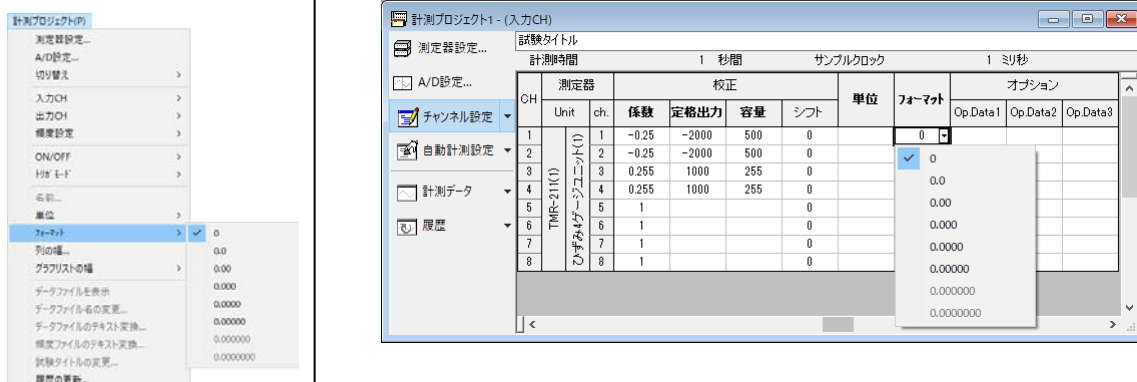 計測プロジェクト(P)
測定器設定...
A/D設定...
切り替え
入力CH
出力CH
頻度設定
ON/OFF
トリガ モード
名前...
単位
フォーマット
0
列の幅...
0.0
グラフリストの幅
0.00
0.000
データファイルを表示
0.0000
データファイル名の変更...
0.00000
データファイルのテキスト変換...
0.000000
頻度ファイルのテキスト変換...
0.0000000
試験タイトルの変更...
履歴の更新...
計測プロジェクト1 - (入力CH)
測定器設定...
A/D設定...
チャンネル設定
自動計測設定
計測データ
履歴
試験タイトル
計測時間 1 秒間 サンプルクロック 1 ミリ秒
CH 測定器 校正 単位 フォーマット オプション
Unit ch. 係数 定格出力 容量 シフト Op.Data1 Op.Data2 Op.Data3
TMR-211(1)
ひずみ4ゲージユニット(1)
1 1 -0.25 -2000 500 0 0
2 2 -0.25 -2000 500 0
3 3 0.255 1000 255 0
4 4 0.255 1000 255 0
5 5 1 0
6 6 1 0
7 7 1 0
8 8 1 0
0
0.0
0.00
0.000
0.0000
0.00000
0.000000
0.0000000